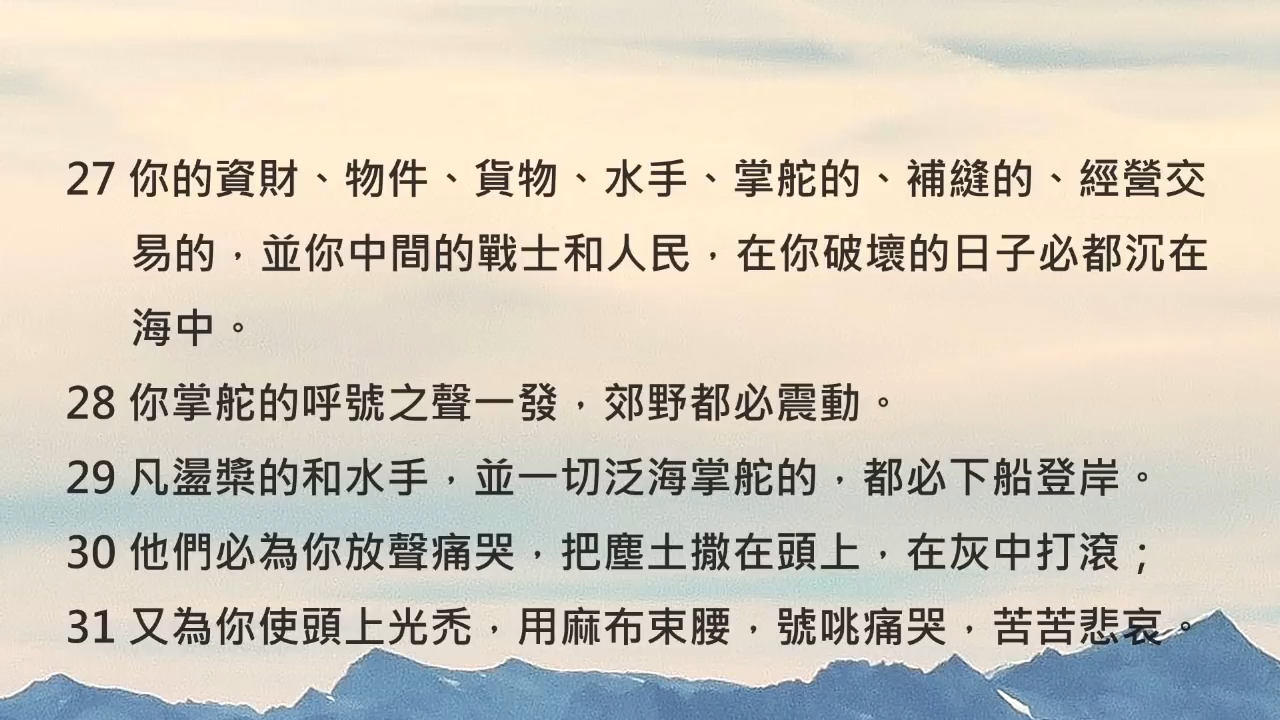 27 你的資財、物件、貨物、水手、掌舵的、補縫的、經營交
易的，並你中間的戰士和人民，在你破壞的日子必都沉在
海中。
28 你掌舵的呼號之聲一發，郊野都必震動。
29 凡盪槳的和水手，並一切泛海掌舵的，都必下船登岸。
30 他們必為你放聲痛哭，把塵土撒在頭上，在灰中打滾；
31 又為你使頭上光禿，用麻布束腰，號咷痛哭，苦苦悲哀。